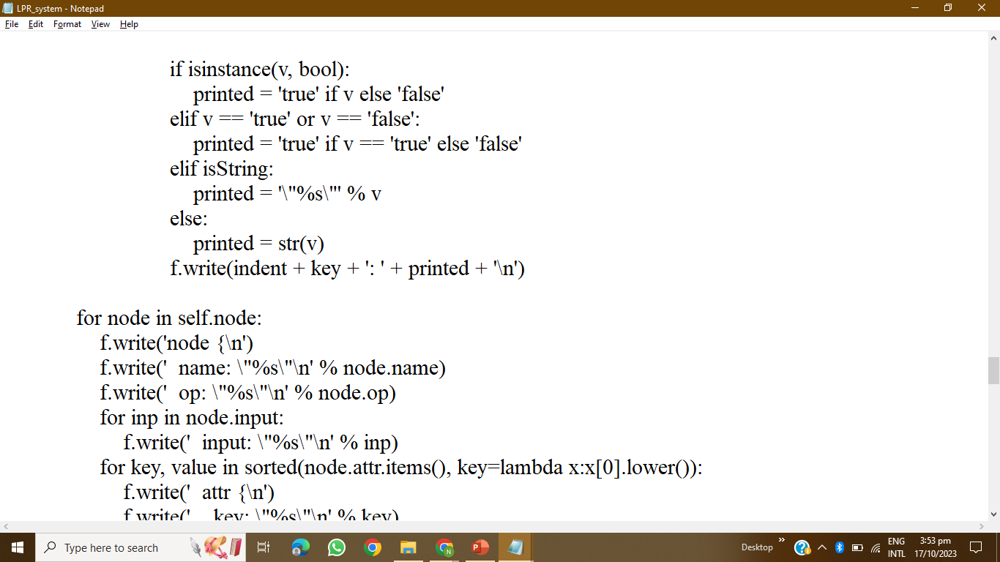 LPR_system - Notepad
File Edit Format View Help
if isinstance(v, bool):
printed = 'true' if v else 'false'
elif v == 'true' or v == 'false':
printed = 'true' if v == 'true' else 'false'
elif isString:
printed = '\"%s\"' % v
else:
printed = str(v)
f.write(indent + key + ': ' + printed + '\n')
for node in self.node:
f.write('node {\n')
f.write('  name: \"%s\"\n' % node.name)
f.write('  op: \"%s\"\n' % node.op)
for inp in node.input:
f.write('  input: \"%s\"\n' % inp)
for key, value in sorted(node.attr.items(), key=lambda x:x[0].lower()):
f.write('  attr {\n')
f.write('    key: \"%s\"\n' % key)
Type here to search
Desktop
ENG
INTL
3:53 pm
17/10/2023